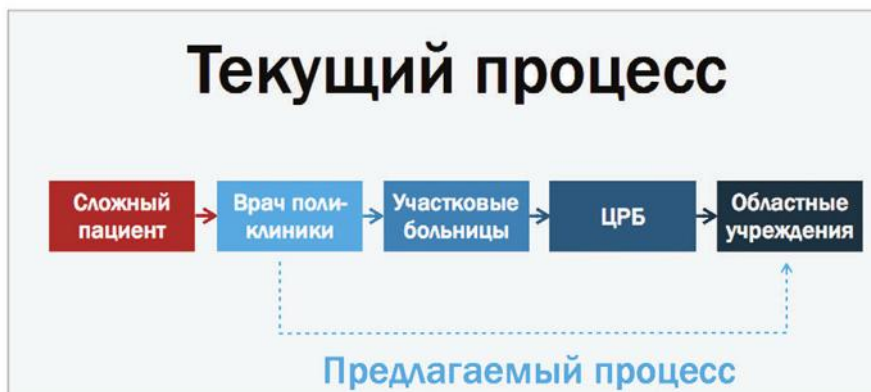 Текущий процесс
Сложный
пациент
Врач поли-
клиники
Участковые
больницы
ЦРБ
Областные
учреждения
Предлагаемый процесс